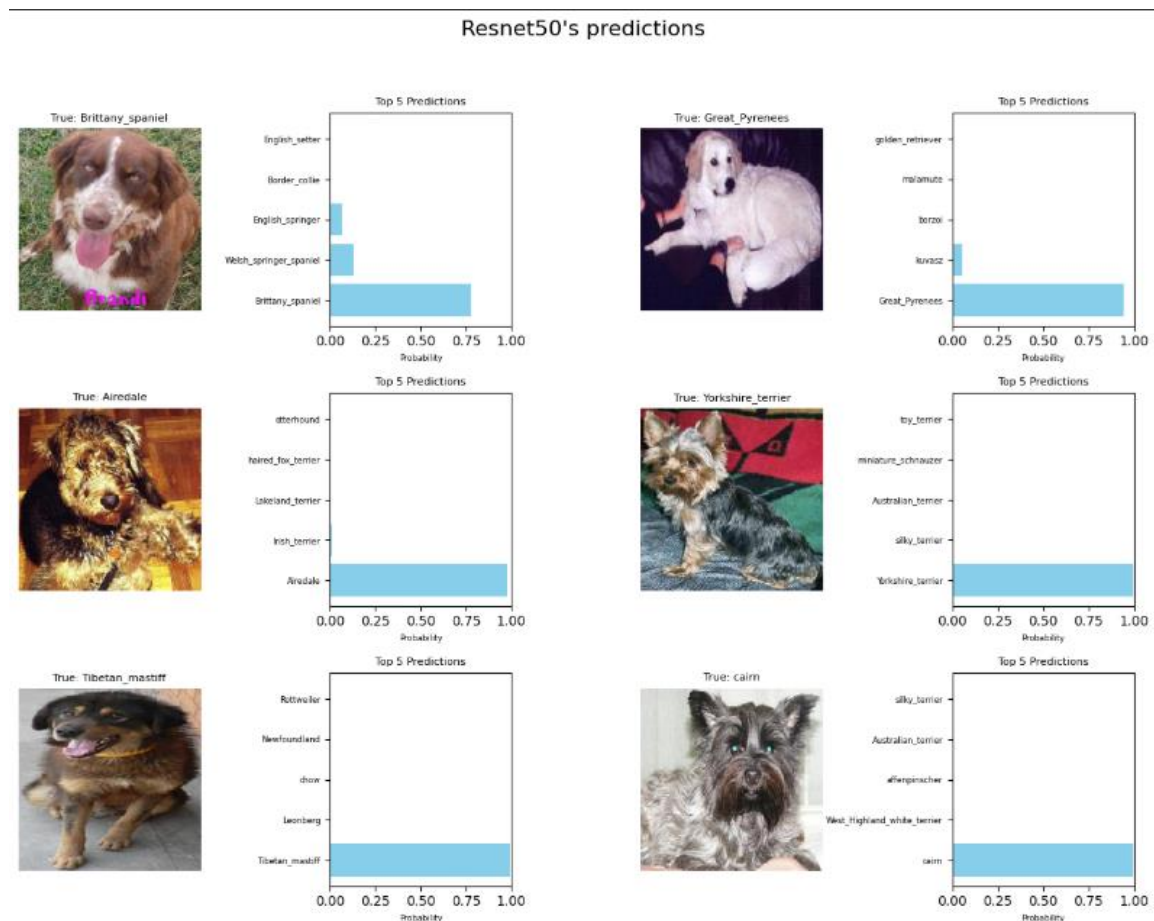 Resnet50's predictions
True: Brittany_spaniel
Brandi
Top 5 Predictions
English_setter
Border_collie
English_springer
Welsh_springer_spaniel
Brittany_spaniel
0.00 0.25 0.50 0.75 1.00
Probability
True: Great_Pyrenees
Top 5 Predictions
golden_retriever
malamute
borzoi
kuvasz
Great_Pyrenees
0.00 0.25 0.50 0.75 1.00
Probability
True: Airedale
Top 5 Predictions
otterhound
haired_fox_terrier
Lakeland_terrier
Irish_terrier
Airedale
0.00 0.25 0.50 0.75 1.00
Probability
True: Yorkshire_terrier
Top 5 Predictions
toy_terrier
miniature_schnauzer
Australian_terrier
silky_terrier
Yorkshire_terrier
0.00 0.25 0.50 0.75 1.00
Probability
True: Tibetan_mastiff
Top 5 Predictions
Rottweiler
Newfoundland
chow
Leonberg
Tibetan_mastiff
0.00 0.25 0.50 0.75 1.00
Probability
True: cairn
Top 5 Predictions
silky_terrier
Australian_terrier
affenpinscher
West_Highland_white_terrier
cairn
0.00 0.25 0.50 0.75 1.00
Probability